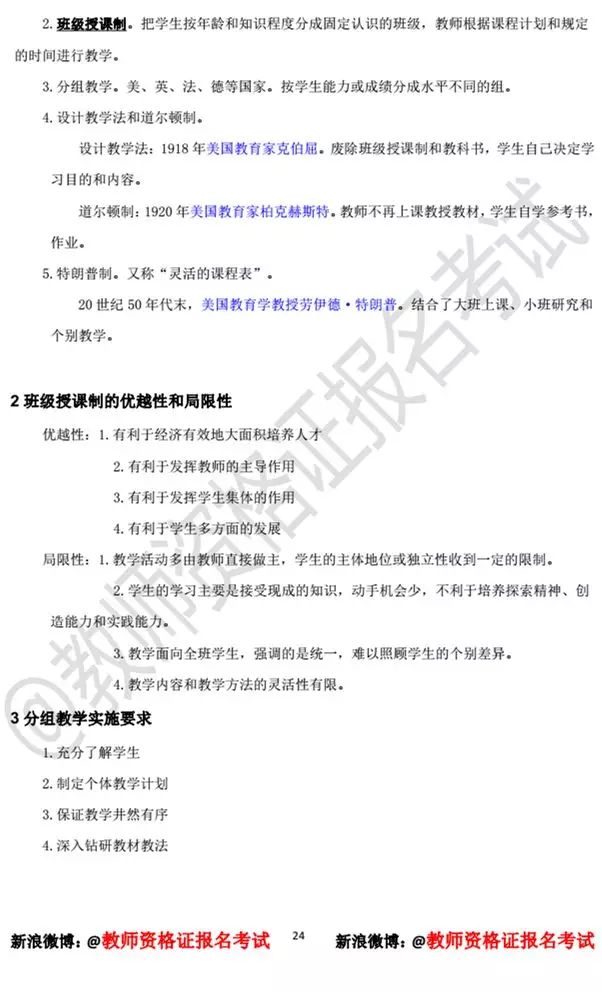 2.班级授课制。把学生按年龄和知识程度分成固定认识的班级，教师根据课程计划和规定
的时间进行教学。
3.分组教学。美、英、法、德等国家。按学生能力或成绩分成水平不同的组。
4.设计教学法和道尔顿制。
设计教学法：1918年美国教育家克伯屈。废除班级授课制和教科书，学生自己决定学
习目的和内容。
道尔顿制：1920年美国教育家柏克赫斯特。教师不再上课教授教材，学生自学参考书，
作业。
5.特朗普制。又称“灵活的课程表”。
20世纪50年代末，美国教育学教授劳伊德·特朗普。结合了大班上课、小班研究和
个别教学。
2 班级授课制的优越性和局限性
优越性：1.有利于经济有效地大面积培养人才
2.有利于发挥教师的主导作用
3.有利于发挥学生集体的作用
4.有利于学生多方面的发展
局限性：1.教学活动多由教师直接做主，学生的主体地位或独立性收到一定的限制。
2.学生的学习主要是接受现成的知识，动手机会少，不利于培养探索精神、创
造能力和实践能力。
3.教学面向全班学生，强调的是统一，难以照顾学生的个别差异。
4.教学内容和教学方法的灵活性有限。
3 分组教学实施要求
1.充分了解学生
2.制定个体教学计划
3.保证教学井然有序
4.深入钻研教材教法
@教师资格证报名考试
新浪微博：@教师资格证报名考试 24 新浪微博：@教师资格证报名考试